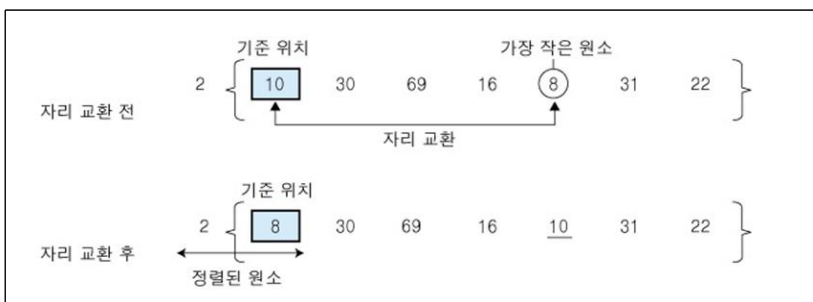 기준 위치 가장 작은 원소
2 { 10 30 69 16 8 31 22 }
자리 교환 전
자리 교환
기준 위치
2 { 8 30 69 16 10 31 22 }
자리 교환 후
정렬된 원소